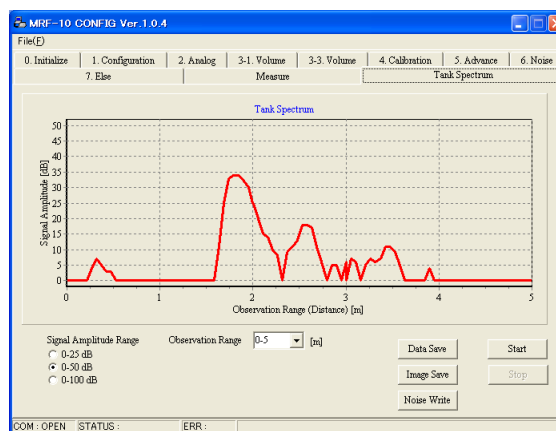 MRF-10 CONFIG Ver.1.0.4
File(F)
0. Initialize 1. Configuration 2. Analog 3-1. Volume 3-3. Volume 4. Calibration 5. Advance 6. Noise
7. Else Measure Tank Spectrum
Tank Spectrum
Signal Amplitude [dB]
50
45
40
35
30
25
20
15
10
5
0
0 1 2 3 4 5
Observation Range (Distance) [m]
Signal Amplitude Range Observation Range 0-5 [m]
0-25 dB
0-50 dB
0-100 dB
Data Save Start
Image Save Stop
Noise Write
COM : OPEN STATUS : ERR :